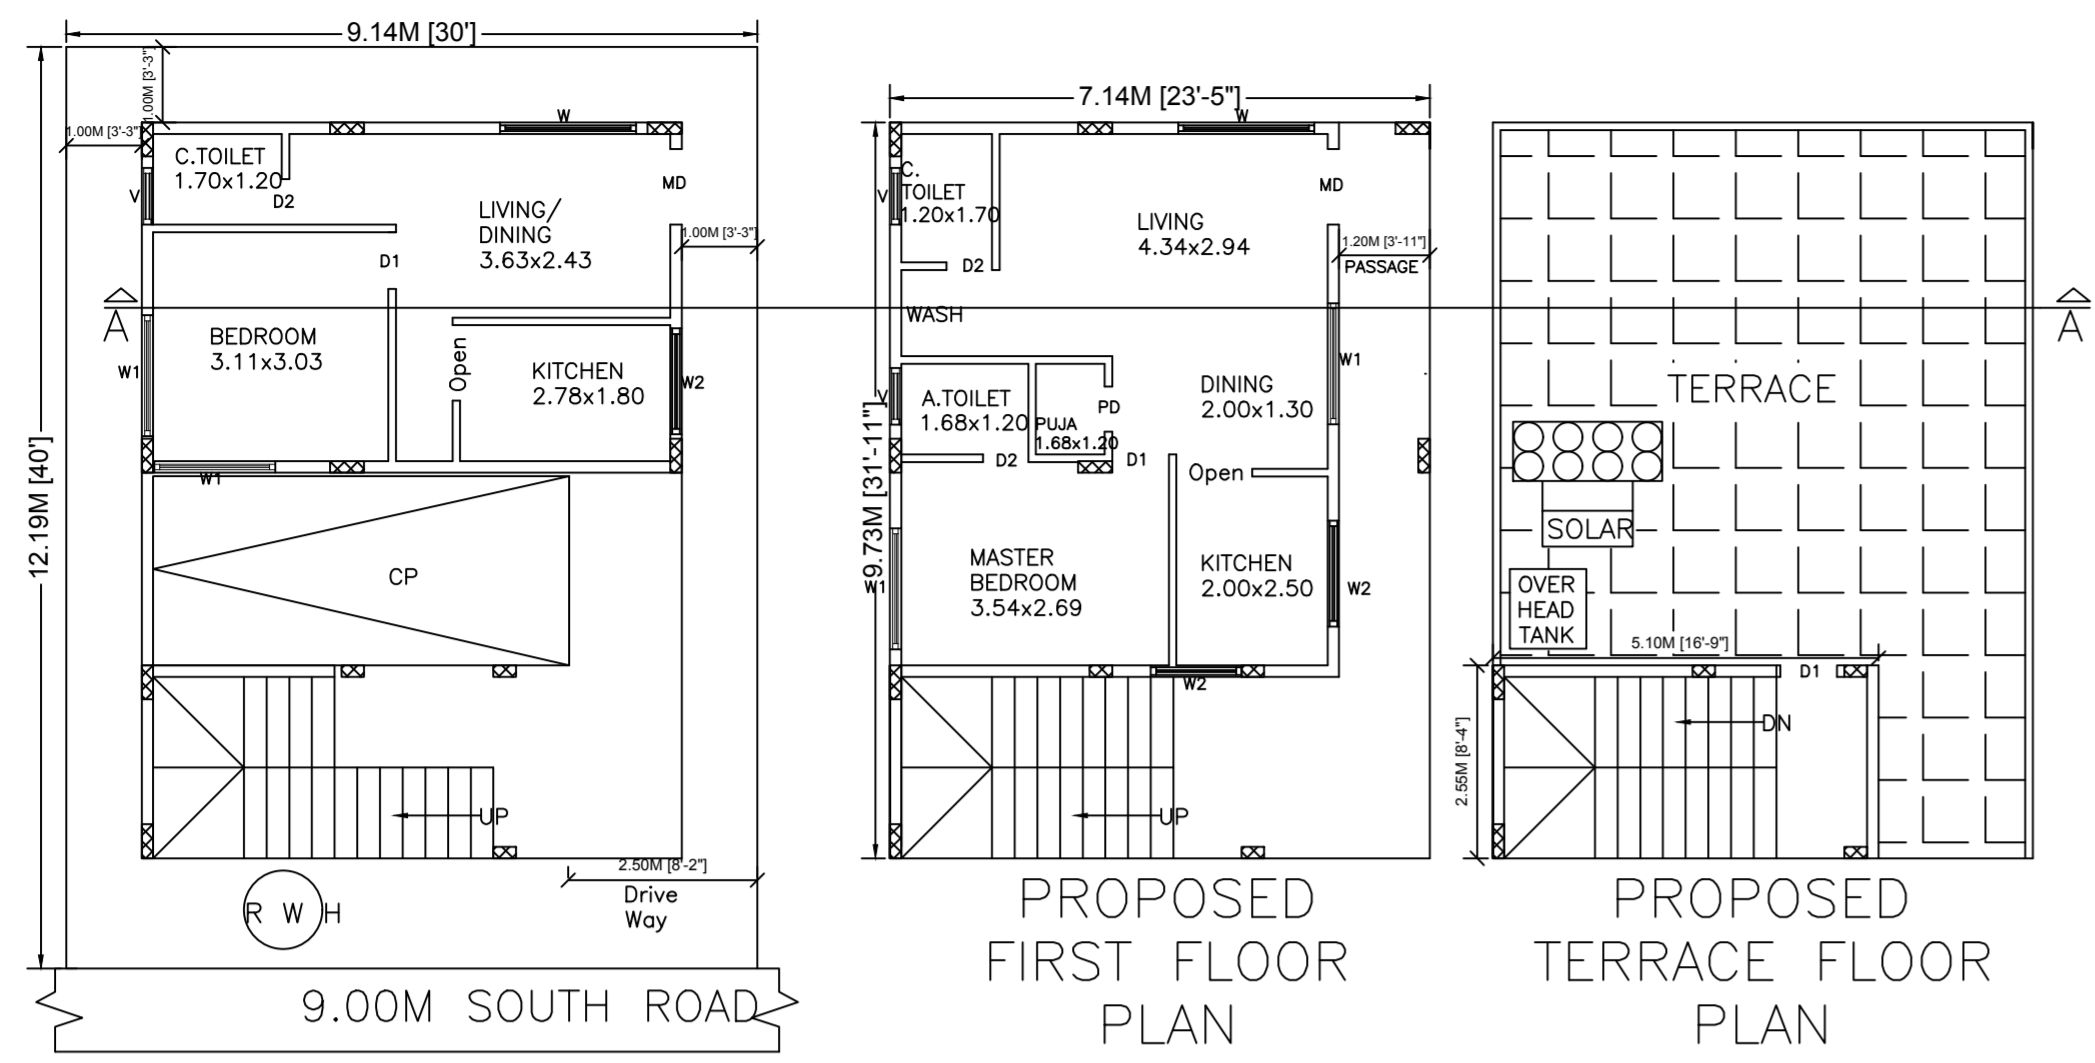 9.14M [30']
1.00M [3'-3"]
1.00M [3'-3"]
12.19M [40']
W
C.TOILET
1.70x1.20
V
D2
MD
LIVING/
DINING
3.63x2.43
1.00M [3'-3"]
D1
A
BEDROOM
3.11x3.03
W1
Open
KITCHEN
2.78x1.80
W2
W1
CP
UP
2.50M [8'-2"]
Drive
Way
R W H
9.00M SOUTH ROAD
7.14M [23'-5"]
W
C.
TOILET
1.20x1.70
V
MD
LIVING
4.34x2.94
1.20M [3'-11"]
PASSAGE
D2
WASH
W1
V
A.TOILET
1.68x1.20
PUJA
1.68x1.20
PD
DINING
2.00x1.30
D2
D1
Open
9.73M [31'-11"]
W1
MASTER
BEDROOM
3.54x2.69
KITCHEN
2.00x2.50
W2
W2
UP
PROPOSED
FIRST FLOOR
PLAN
A
TERRACE
SOLAR
OVER
HEAD
TANK
5.10M [16'-9"]
D1
DN
2.55M [8'-4"]
PROPOSED
TERRACE FLOOR
PLAN